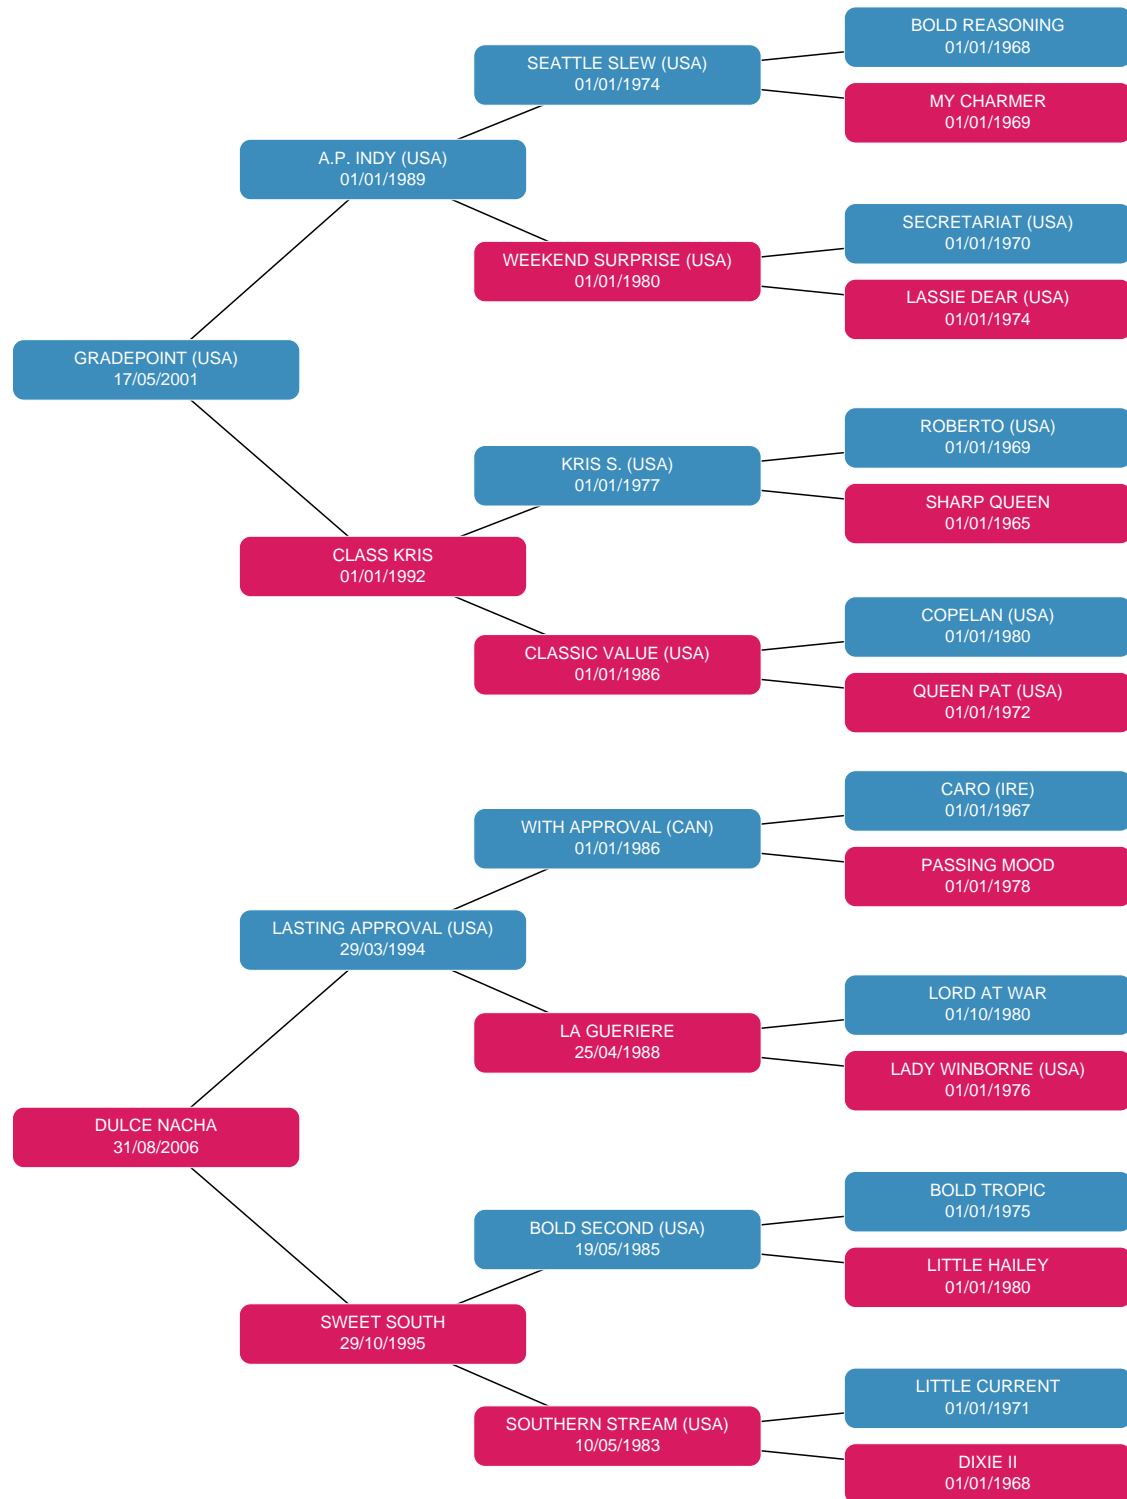 BOLD REASONING
01/01/1968
SEATTLE SLEW (USA)
01/01/1974
MY CHARMER
01/01/1969
A.P. INDY (USA)
01/01/1989
SECRETARIAT (USA)
01/01/1970
WEEKEND SURPRISE (USA)
01/01/1980
LASSIE DEAR (USA)
01/01/1974
GRADEPOINT (USA)
17/05/2001
ROBERTO (USA)
01/01/1969
KRIS S. (USA)
01/01/1977
SHARP QUEEN
01/01/1965
CLASS KRIS
01/01/1992
COPELAN (USA)
01/01/1980
CLASSIC VALUE (USA)
01/01/1986
QUEEN PAT (USA)
01/01/1972
CARO (IRE)
01/01/1967
WITH APPROVAL (CAN)
01/01/1986
PASSING MOOD
01/01/1978
LASTING APPROVAL (USA)
29/03/1994
LORD AT WAR
01/10/1980
LA GUERIERE
25/04/1988
LADY WINBORNE (USA)
01/01/1976
DULCE NACHA
31/08/2006
BOLD TROPIC
01/01/1975
BOLD SECOND (USA)
19/05/1985
LITTLE HAILEY
01/01/1980
SWEET SOUTH
29/10/1995
LITTLE CURRENT
01/01/1971
SOUTHERN STREAM (USA)
10/05/1983
DIXIE II
01/01/1968